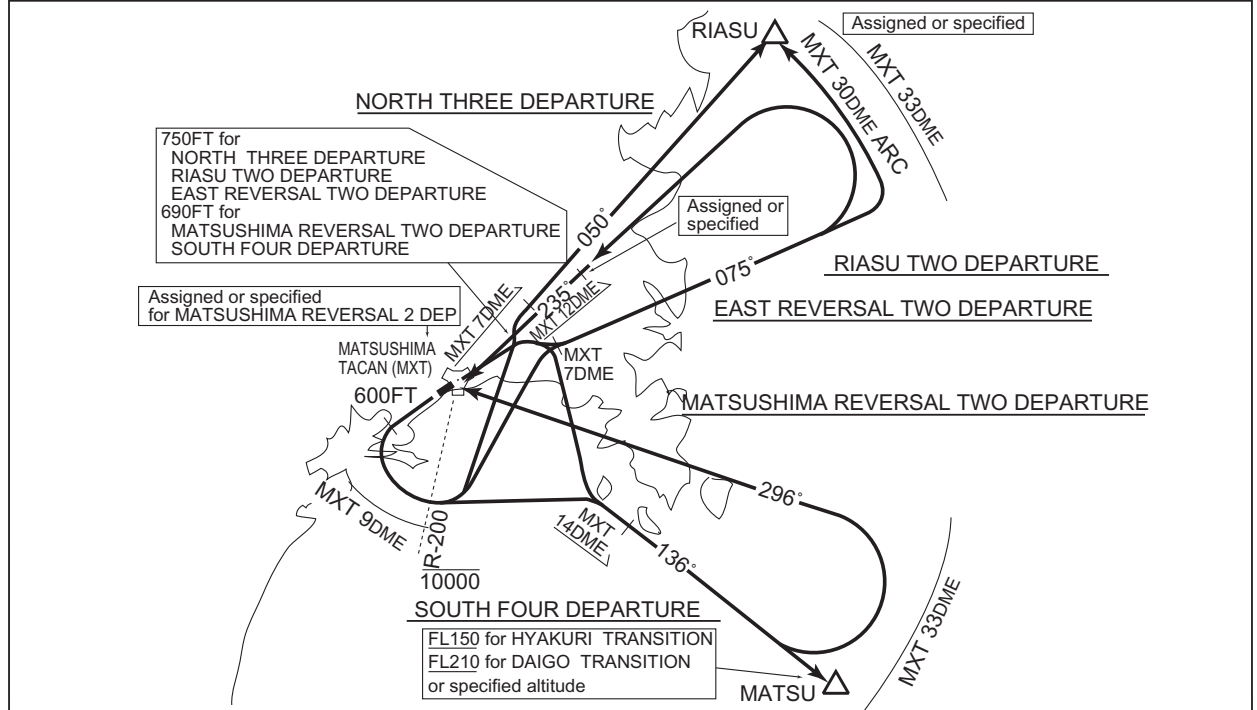 RIASU
Assigned or specified
MXT 33DME
MXT 30DME ARC
NORTH THREE DEPARTURE
750FT for
NORTH THREE DEPARTURE
RIASU TWO DEPARTURE
EAST REVERSAL TWO DEPARTURE
690FT for
MATSUSHIMA REVERSAL TWO DEPARTURE
SOUTH FOUR DEPARTURE
Assigned or
specified
050°
235°
075°
RIASU TWO DEPARTURE
EAST REVERSAL TWO DEPARTURE
Assigned or specified
for MATSUSHIMA REVERSAL 2 DEP
MXT 7DME
MXT 12DME
MATSUSHIMA
TACAN (MXT)
MXT
7DME
600FT
MATSUSHIMA REVERSAL TWO DEPARTURE
296°
MXT 9DME
R-200
10000
MXT
14DME
136°
SOUTH FOUR DEPARTURE
FL150 for HYAKURI TRANSITION
FL210 for DAIGO TRANSITION
or specified altitude
MATSU
MXT 33DME